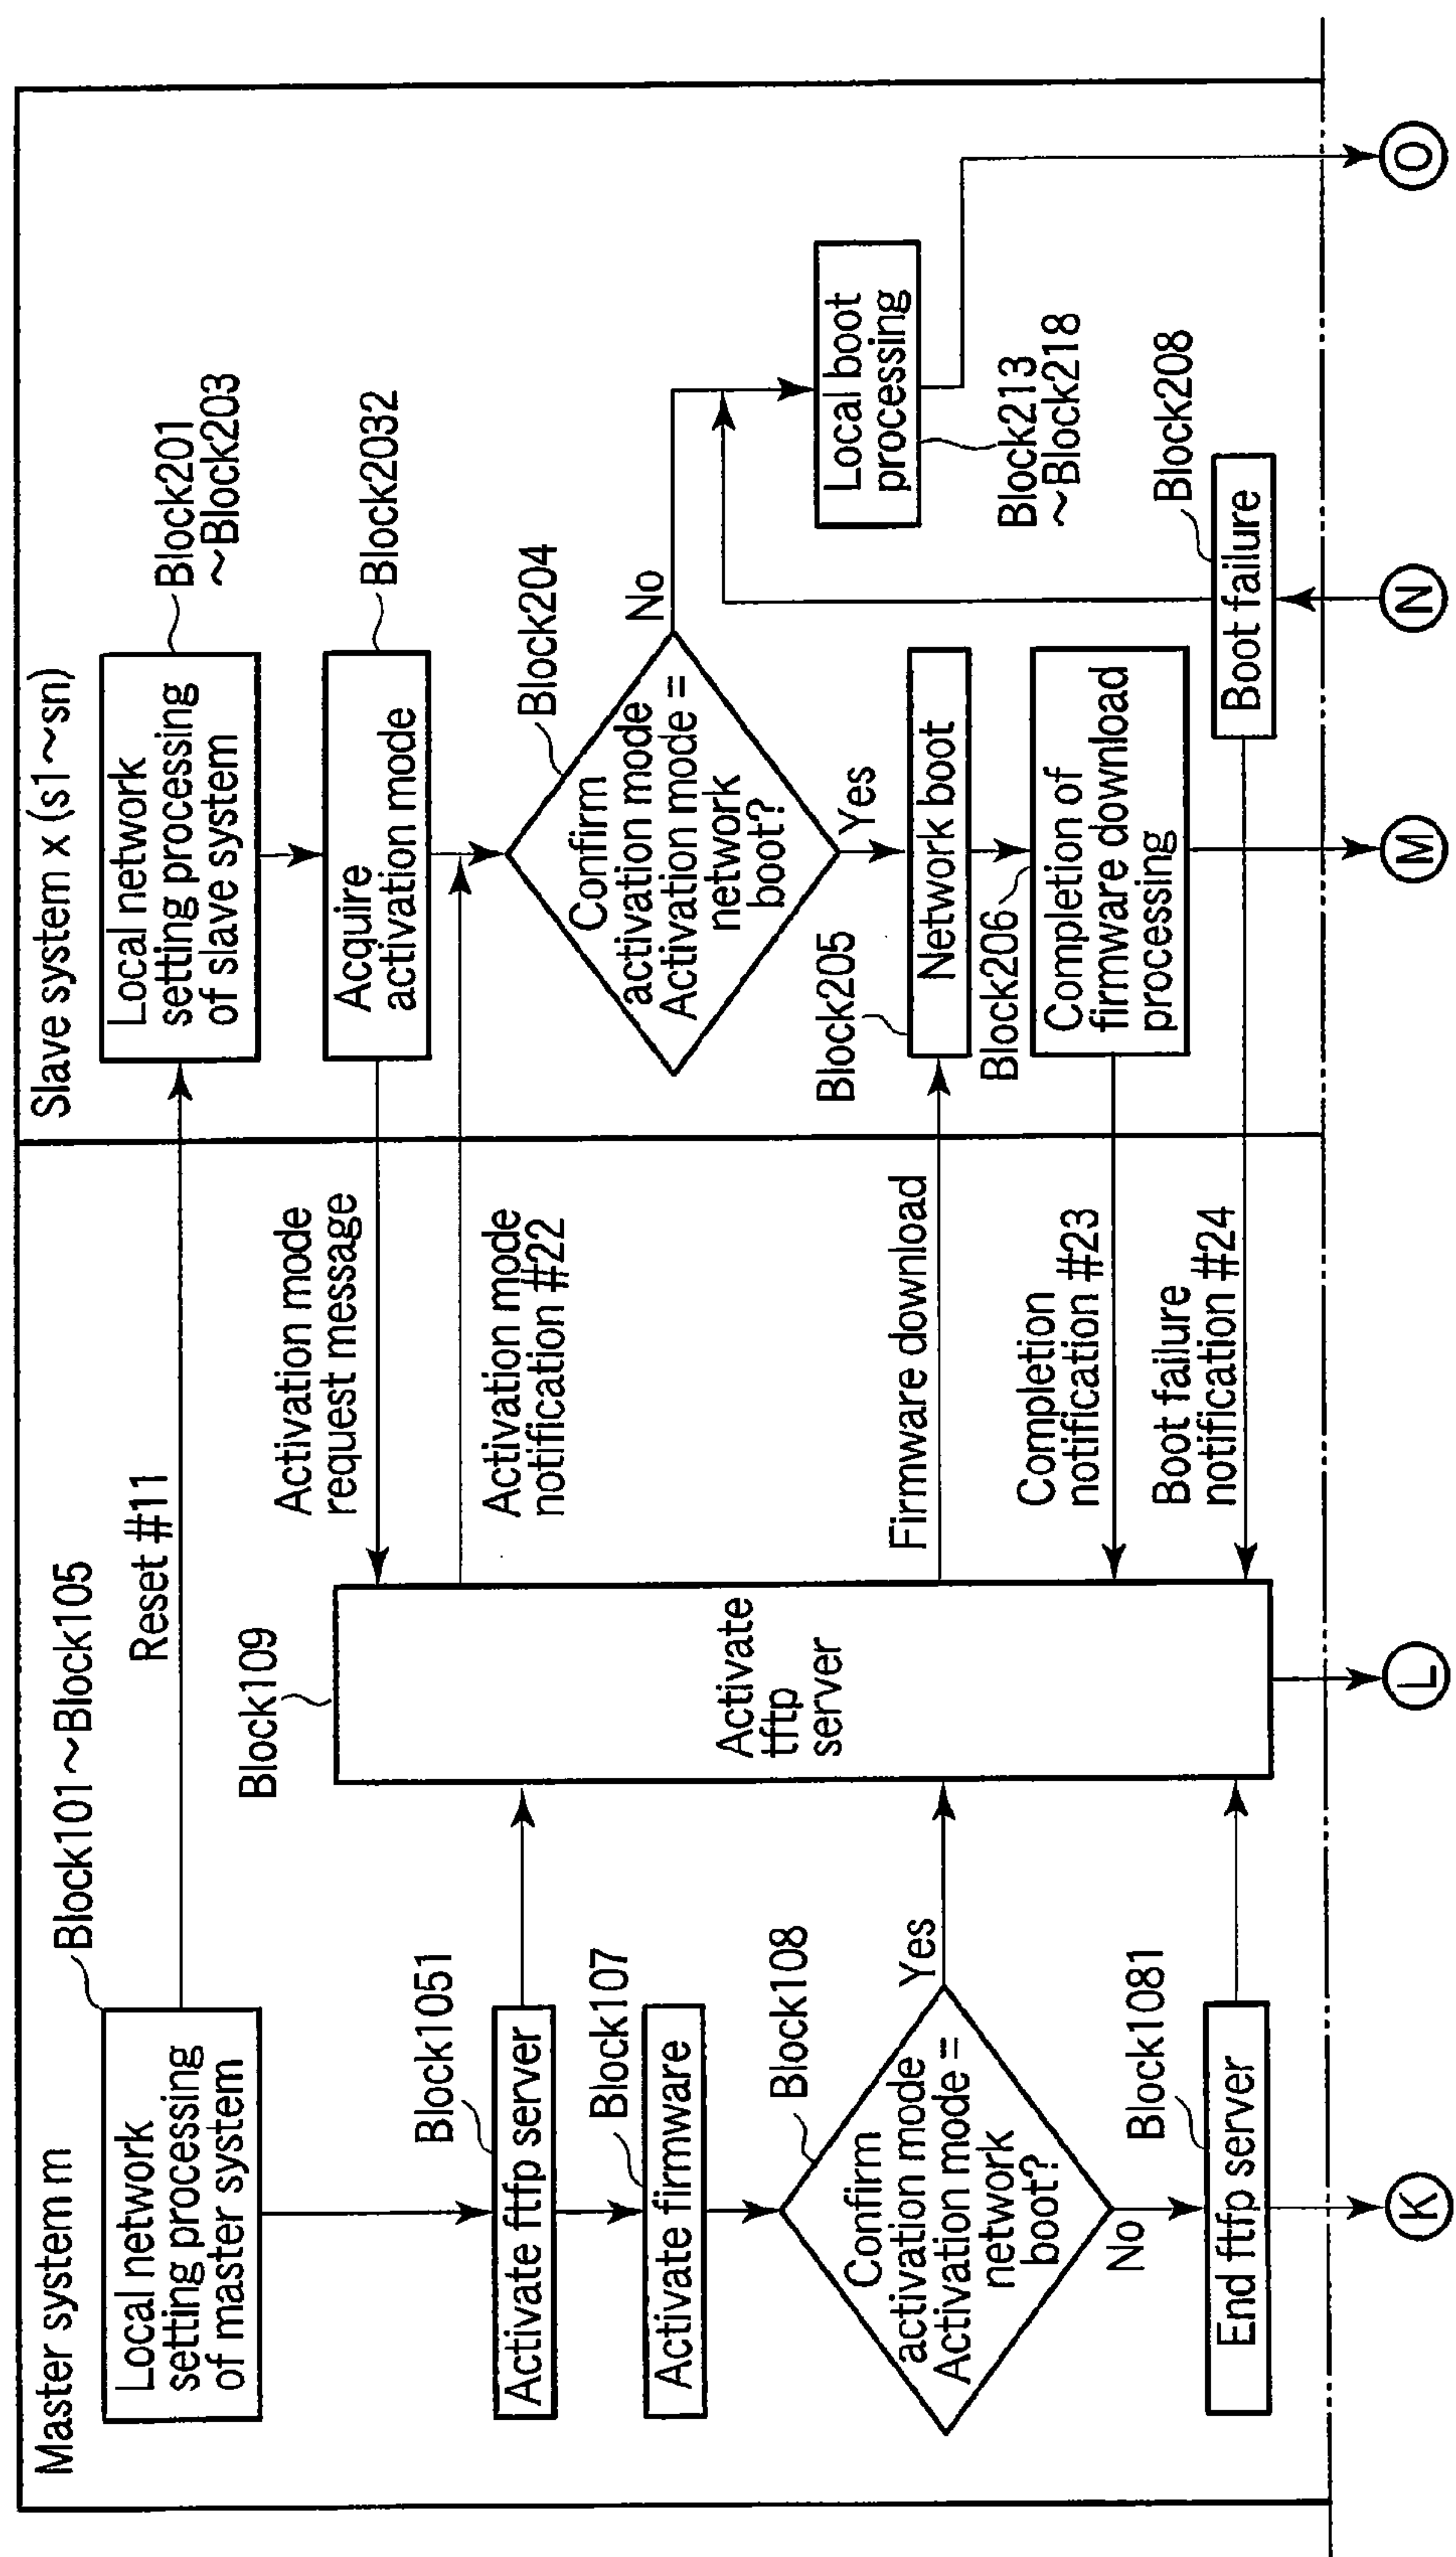 Master system m
Block101~Block105
Local network
setting processing
of master system
Reset #11
Block1051
Activate ftfp server
Block107
Activate firmware
Block108
Confirm
activation mode
Activation mode =
network
boot?
Yes
No
Block1081
End ftfp server
K
Block109
Activate
tftp
server
L
Activation mode
request message
Activation mode
notification #22
Firmware download
Completion
notification #23
Boot failure
notification #24
Slave system x (s1~sn)
Block201
~Block203
Local network
setting processing
of slave system
Block2032
Acquire
activation mode
Block204
Confirm
activation mode
Activation mode =
network
boot?
No
Yes
Block205
Network boot
Block206
Completion of
firmware download
processing
M
Local boot
processing
Block213
~Block218
Block208
Boot failure
N
O